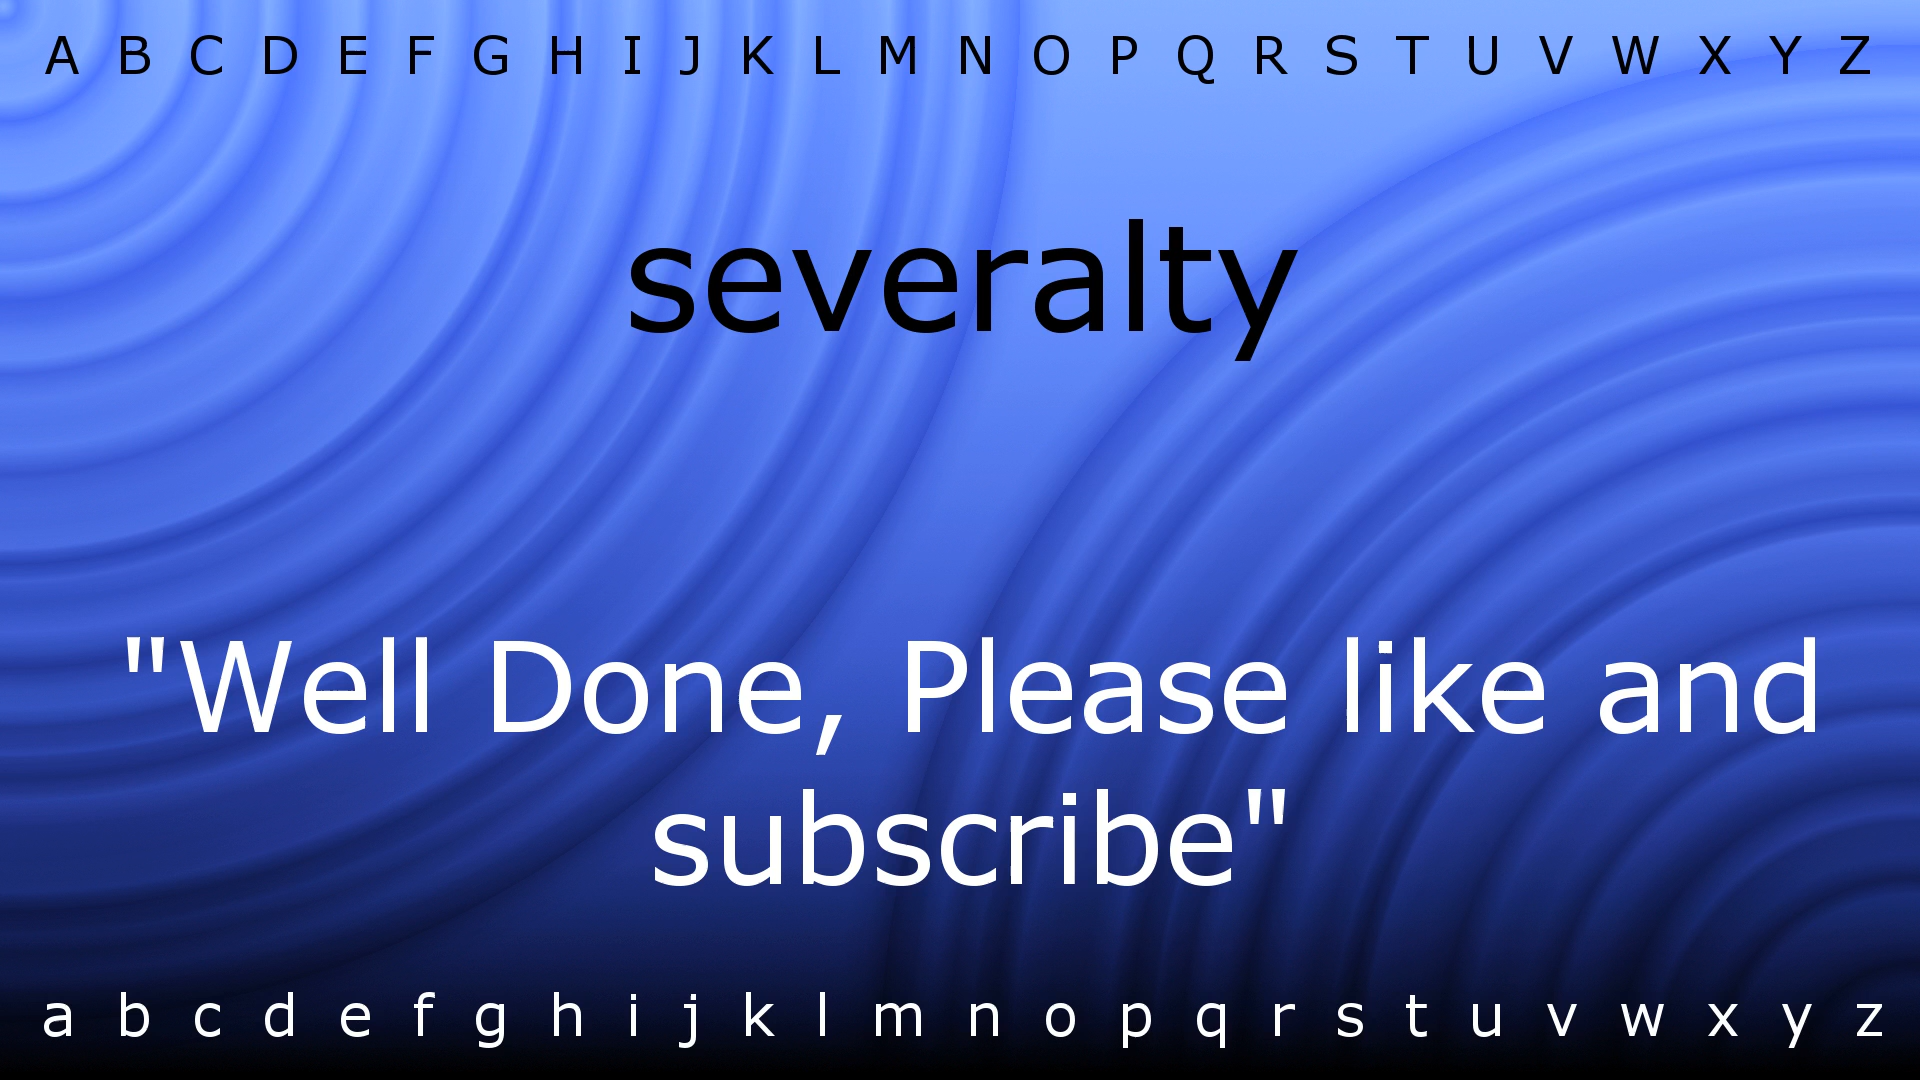 A B C D E F G H I J K L M N O P Q R S T U V W X Y Z
severalty
"Well Done, Please like and
subscribe"
a b c d e f g h i j k l m n o p q r s t u v w x y z